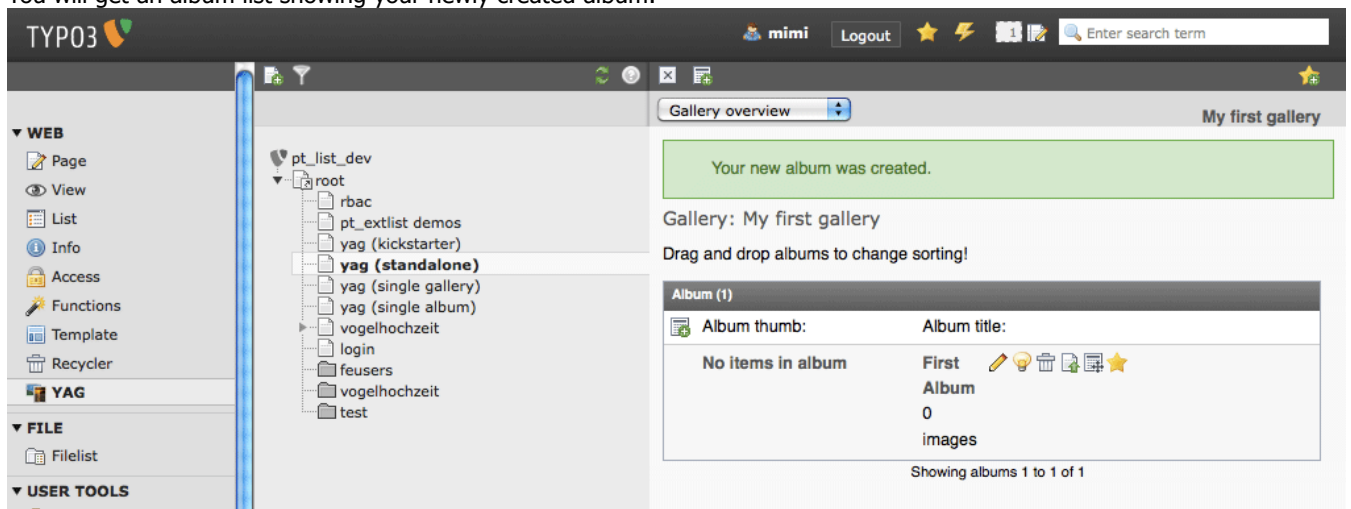 You will get an album list showing your newly created album.
TYPO3
mimi
Logout
1
Enter search term
Gallery overview
My first gallery
WEB
Page
View
List
Info
Access
Functions
Template
Recycler
YAG
FILE
Filelist
USER TOOLS
pt_list_dev
root
rbac
pt_extlist demos
yag (kickstarter)
yag (standalone)
yag (single gallery)
yag (single album)
vogelhochzeit
login
feusers
vogelhochzeit
test
Your new album was created.
Gallery: My first gallery
Drag and drop albums to change sorting!
Album (1)
Album thumb: Album title:
No items in album First
Album
0
images
Showing albums 1 to 1 of 1